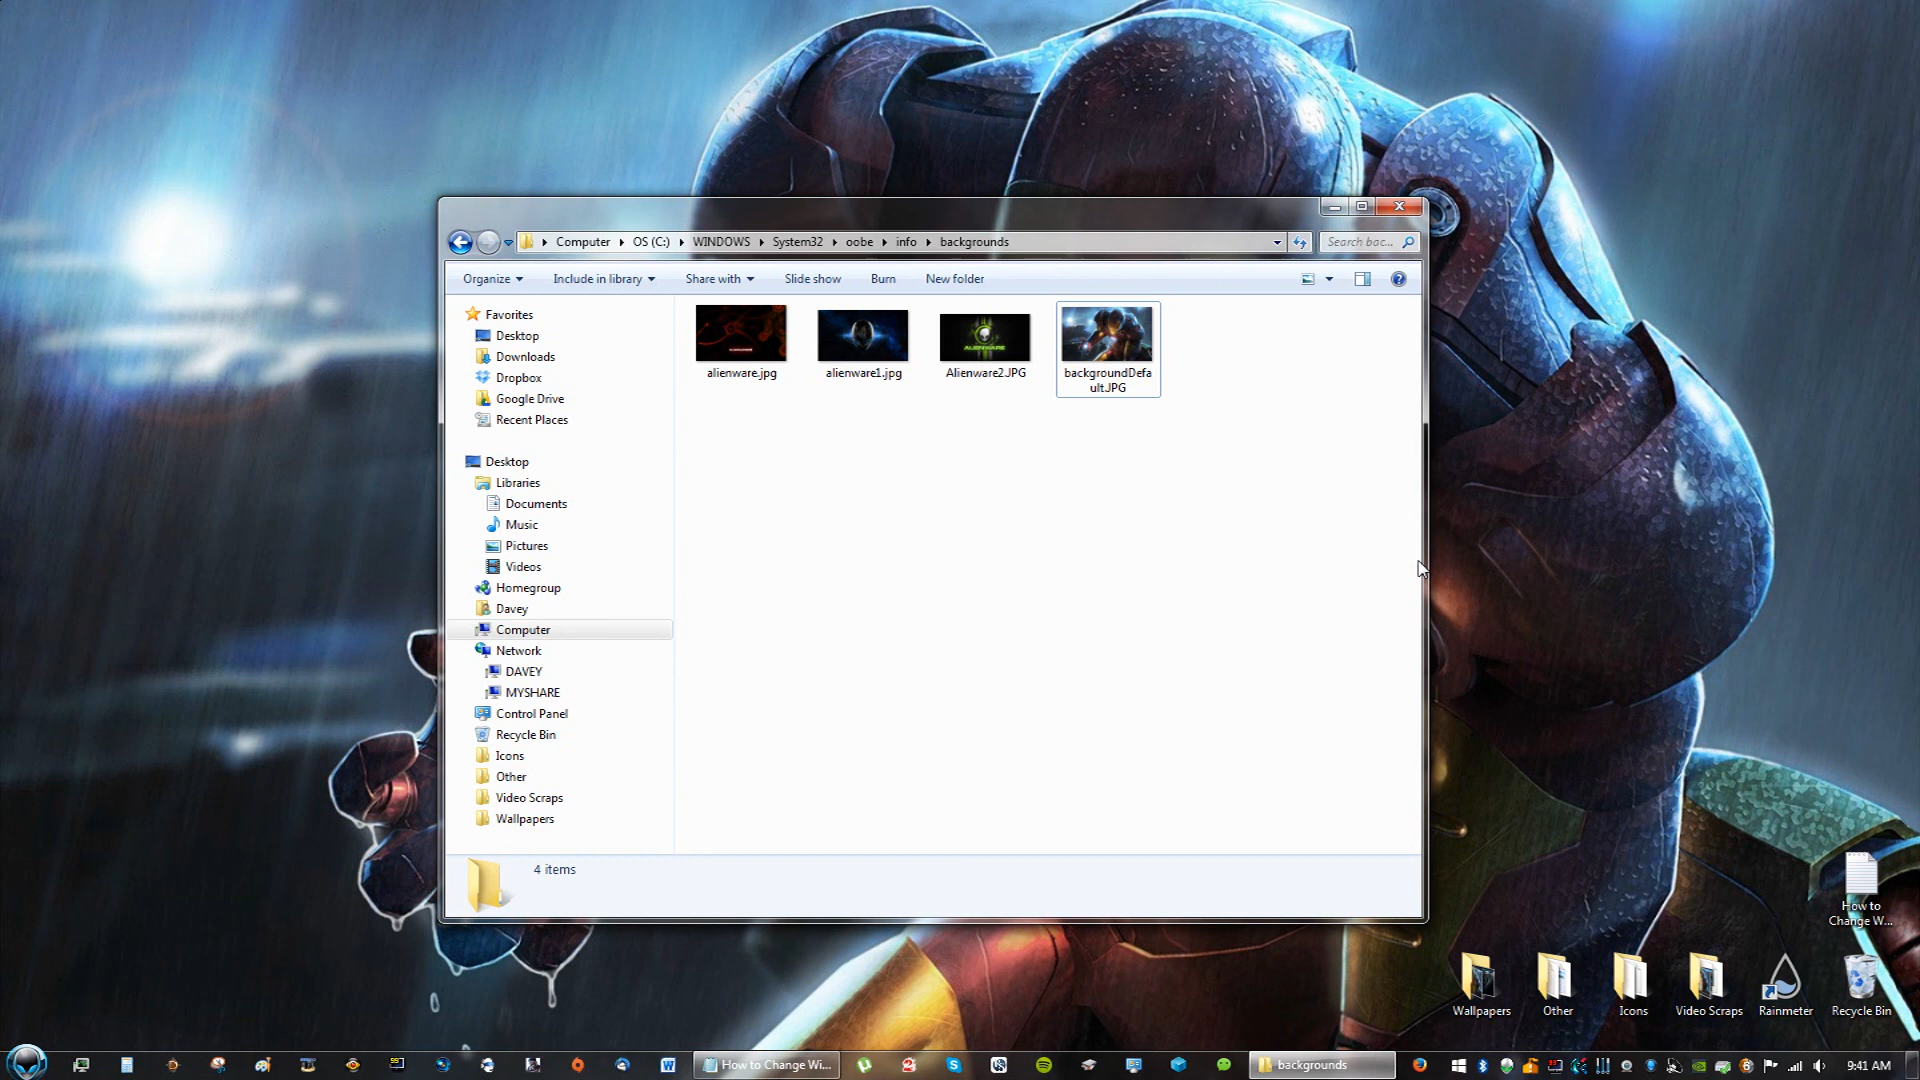 Computer OS (C:) WINDOWS System32 oobe info backgrounds
Search bac...
Organize Include in library Share with Slide show Burn New folder
Favorites
Desktop
Downloads
Dropbox
Google Drive
Recent Places
Desktop
Libraries
Documents
Music
Pictures
Videos
Homegroup
Davey
Computer
Network
DAVEY
MYSHARE
Control Panel
Recycle Bin
Icons
Other
Video Scraps
Wallpapers
alienware.jpg
alienware1.jpg
ALIENWARE
Alienware2.JPG
backgroundDefa
ult.JPG
4 items
How to
Change W...
Wallpapers
Other
Icons
Video Scraps
Rainmeter
Recycle Bin
How to Change Wi...
backgrounds
9:41 AM